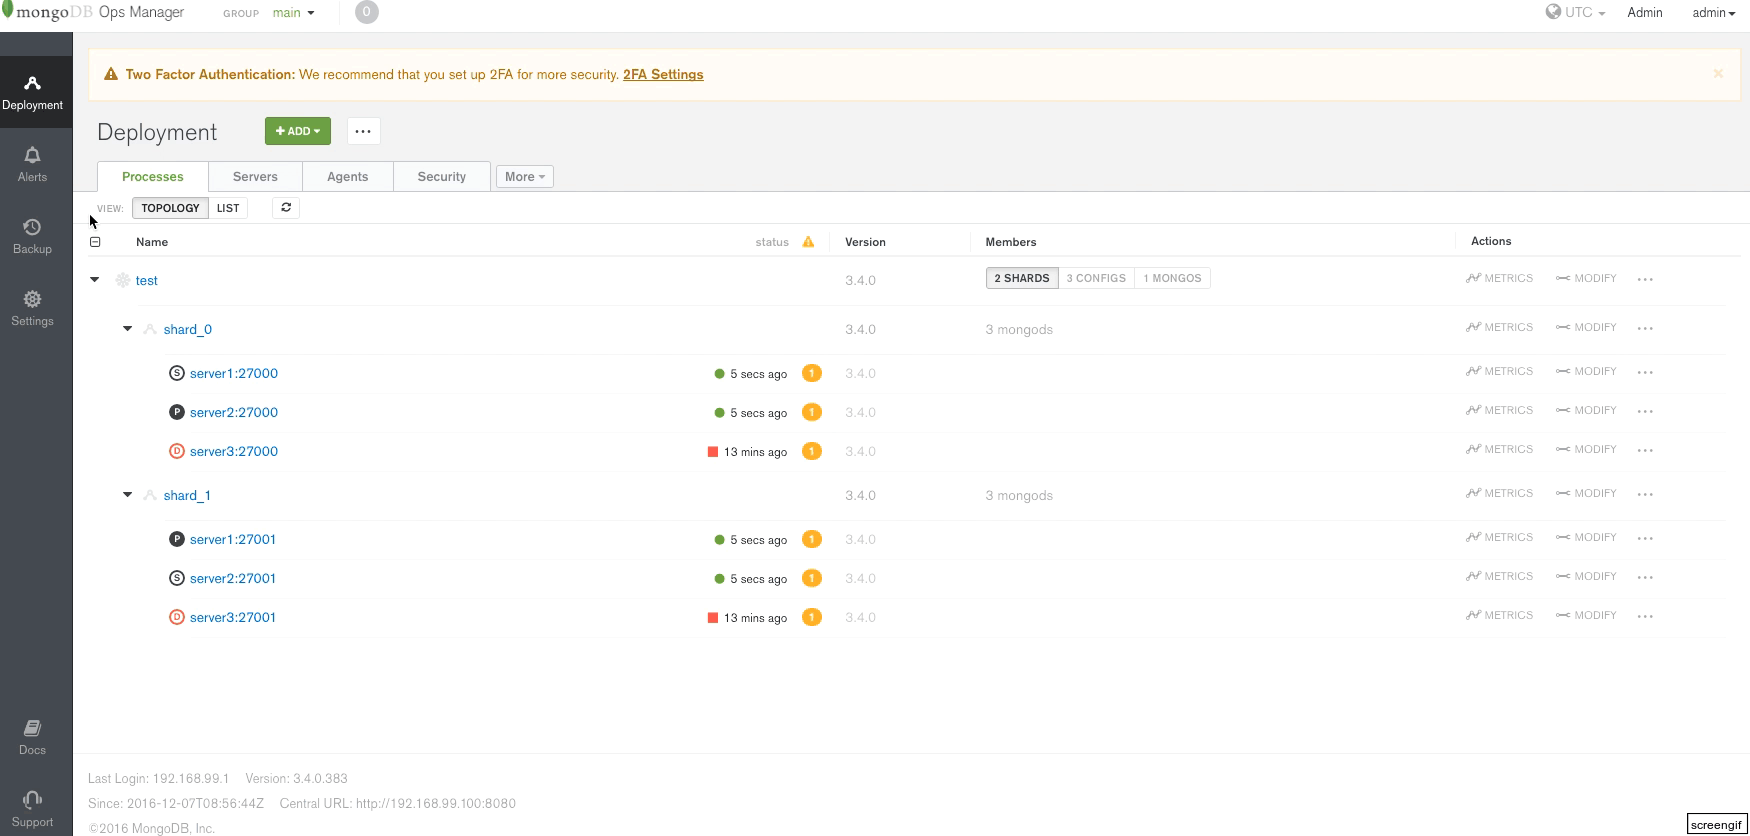 mongoDB Ops Manager GROUP main 0 UTC Admin admin
Two Factor Authentication: We recommend that you set up 2FA for more security. 2FA Settings ×
Deployment
Deployment + ADD ...
Alerts
Processes Servers Agents Security More
VIEW: TOPOLOGY LIST
Backup
Name status Version Members Actions
test 3.4.0 2 SHARDS 3 CONFIGS 1 MONGOS METRICS MODIFY ...
Settings
shard_0 3.4.0 3 mongods METRICS MODIFY ...
S server1:27000 5 secs ago 1 3.4.0 METRICS MODIFY ...
P server2:27000 5 secs ago 1 3.4.0 METRICS MODIFY ...
D server3:27000 13 mins ago 1 3.4.0 METRICS MODIFY ...
shard_1 3.4.0 3 mongods METRICS MODIFY ...
P server1:27001 5 secs ago 1 3.4.0 METRICS MODIFY ...
S server2:27001 5 secs ago 1 3.4.0 METRICS MODIFY ...
D server3:27001 13 mins ago 1 3.4.0 METRICS MODIFY ...
Docs
Last Login: 192.168.99.1 Version: 3.4.0.383
Since: 2016-12-07T08:56:44Z Central URL: http://192.168.99.100:8080
Support
©2016 MongoDB, Inc.
screengif